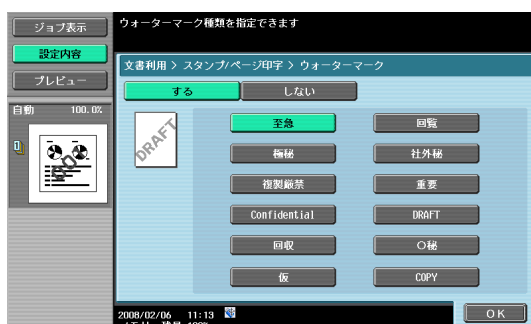 ジョブ表示
ウォーターマーク種類を指定できます
設定内容
プレビュー
文書利用 > スタンプ/ページ印字 > ウォーターマーク
する しない
自動 100.0%
DRAFT
至急 回覧
極秘 社外秘
複製厳禁 重要
Confidential DRAFT
回収 ○秘
仮 COPY
2008/02/06 11:13
OK